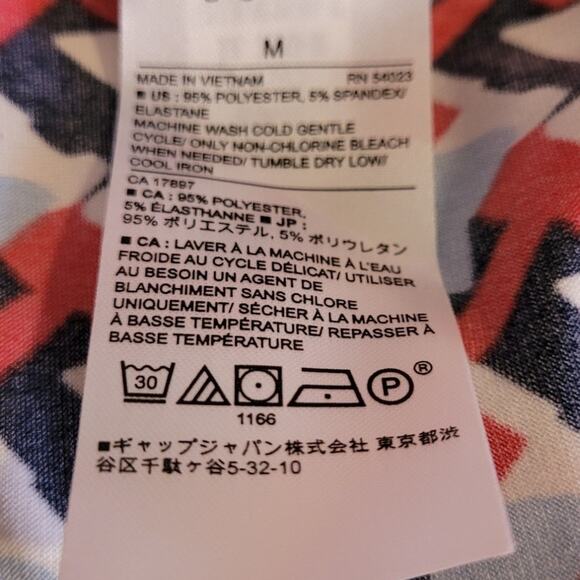 M
MADE IN VIETNAM RN 54023
■ US : 95% POLYESTER, 5% SPANDEX/
ELASTANE
MACHINE WASH COLD GENTLE
CYCLE/ ONLY NON-CHLORINE BLEACH
WHEN NEEDED/ TUMBLE DRY LOW/
COOL IRON
CA 17897
■ CA : 95% POLYESTER,
5% ÉLASTHANNE ■ JP :
95% ポリエステル, 5% ポリウレタン
■ CA : LAVER À LA MACHINE À L'EAU
FROIDE AU CYCLE DÉLICAT/ UTILISER
AU BESOIN UN AGENT DE
BLANCHIMENT SANS CHLORE
UNIQUEMENT/ SÉCHER À LA MACHINE
À BASSE TEMPÉRATURE/ REPASSER À
BASSE TEMPÉRATURE
30 P ®
1166
■ギャップジャパン株式会社 東京都渋
谷区千駄ヶ谷5-32-10